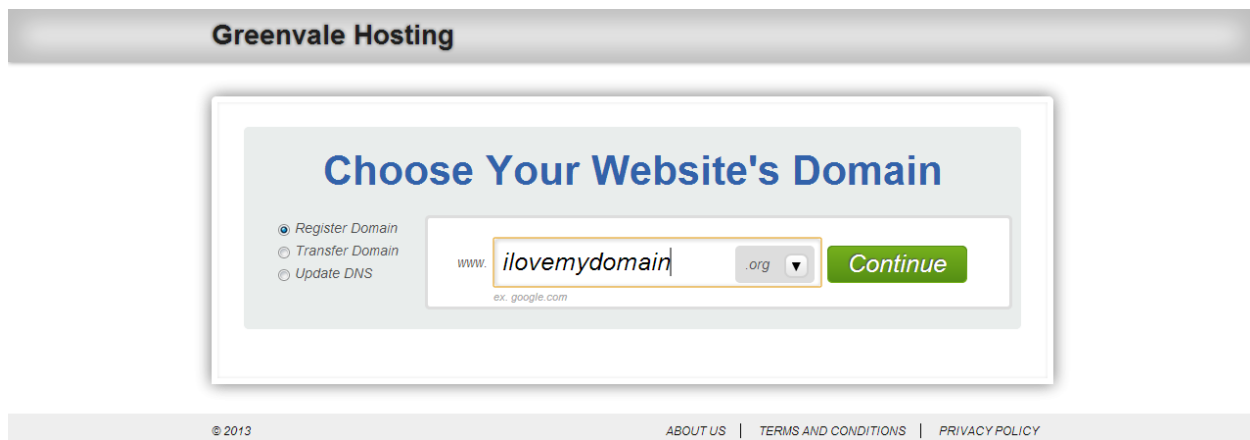 Greenvale Hosting
Choose Your Website's Domain
Register Domain
Transfer Domain
Update DNS
www. ilovemydomain .org ▼ Continue
ex. google.com
© 2013 ABOUT US | TERMS AND CONDITIONS | PRIVACY POLICY